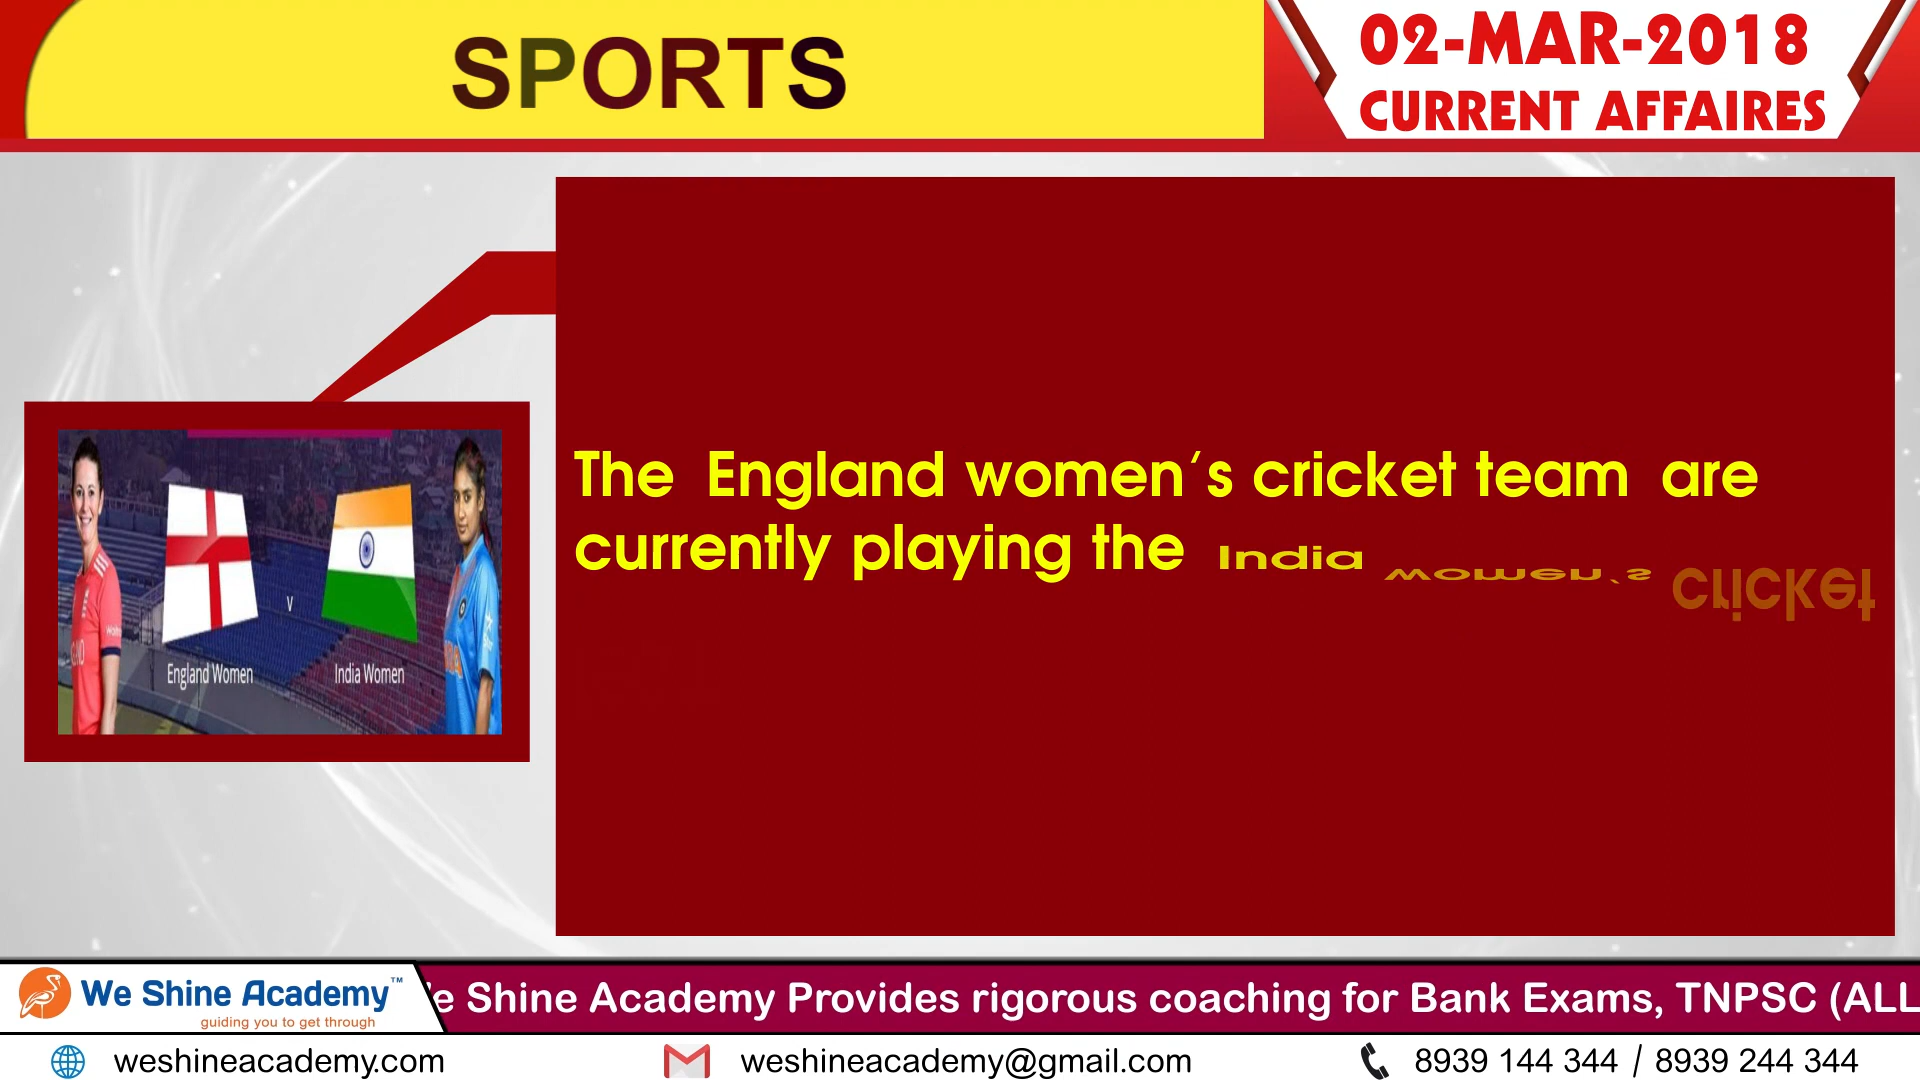 SPORTS
02-MAR-2018
CURRENT AFFAIRES
The England women's cricket team are
currently playing the India women's cricket
V
England Women
India Women
We Shine Academy™
guiding you to get through
e Shine Academy Provides rigorous coaching for Bank Exams, TNPSC (ALL
weshineacademy.com
weshineacademy@gmail.com
8939 144 344 / 8939 244 344